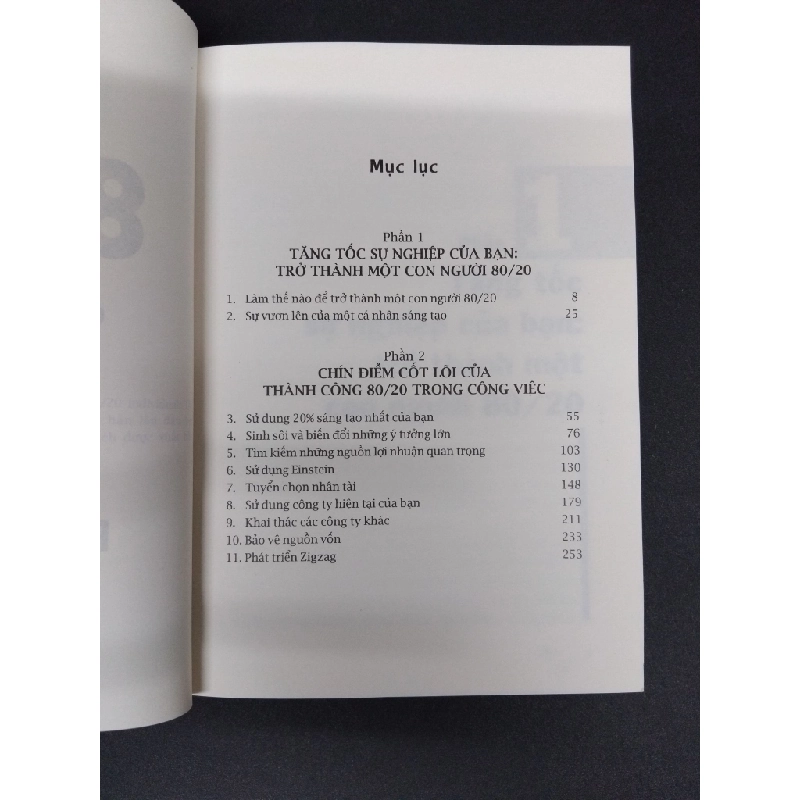 Mục lục
Phần 1
TĂNG TỐC SỰ NGHIỆP CỦA BẠN:
TRỞ THÀNH MỘT CON NGƯỜI 80/20
1. Làm thế nào để trở thành một con người 80/20 8
2. Sự vươn lên của một cá nhân sáng tạo 25
Phần 2
CHÍN ĐIỂM CỐT LÕI CỦA
THÀNH CÔNG 80/20 TRONG CÔNG VIỆC
3. Sử dụng 20% sáng tạo nhất của bạn 55
4. Sinh sôi và biến đổi những ý tưởng lớn 76
5. Tìm kiếm những nguồn lợi nhuận quan trọng 103
6. Sử dụng Einstein 130
7. Tuyển chọn nhân tài 148
8. Sử dụng công ty hiện tại của bạn 179
9. Khai thác các công ty khác 211
10. Bảo vệ nguồn vốn 233
11. Phát triển Zigzag 253